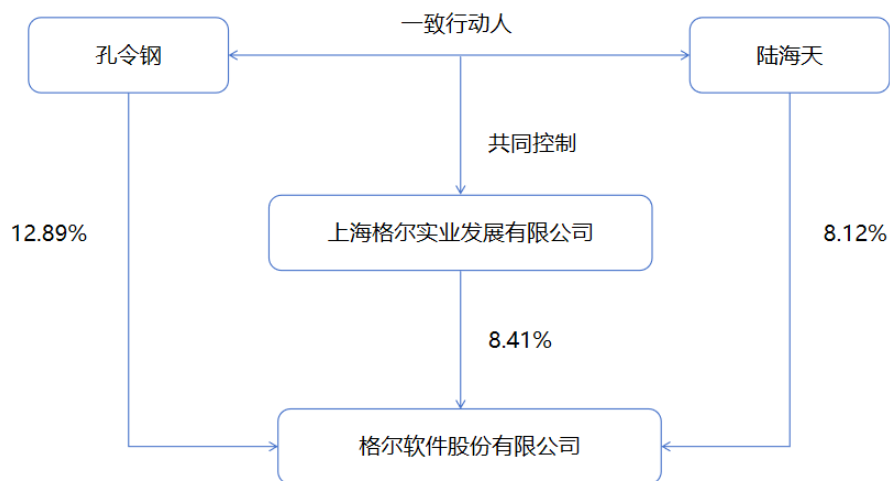 一致行动人
孔令钢
陆海天
共同控制
12.89%
上海格尔实业发展有限公司
8.12%
8.41%
格尔软件股份有限公司